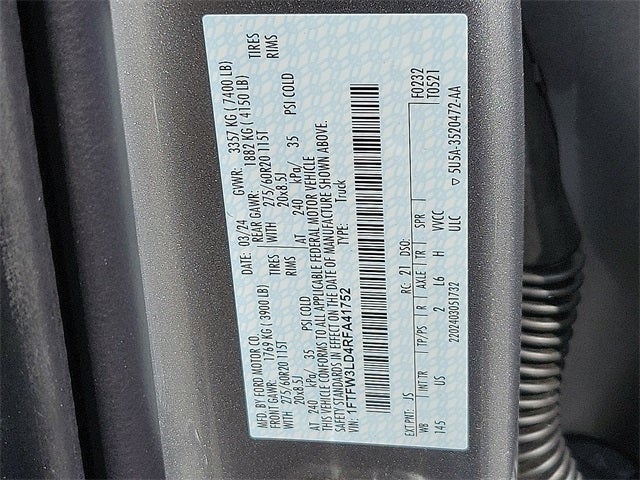 MFD. BY FORD MOTOR CO.
DATE: 03/24 GVWR: 3357 KG ( 7400 LB)
FRONT GAWR: 1769 KG ( 3900 LB) REAR GAWR: 1882 KG ( 4150 LB)
WITH 275/60R20 115T TIRES WITH 275/60R20 115T TIRES
20x8.5J RIMS 20x8.5J RIMS
AT 240 kPa/ 35 PSI COLD AT 240 kPa/ 35 PSI COLD
THIS VEHICLE CONFORMS TO ALL APPLICABLE FEDERAL MOTOR VEHICLE
SAFETY STANDARDS IN EFFECT ON THE DATE OF MANUFACTURE SHOWN ABOVE.
VIN: 1FTFW3LD4RFA41752 TYPE: Truck
F0232
T0521
EXT PNT: JS RC: 21 DSO:
WB INTTR TP/PS R AXLE TR SPR
145 US 2 L6 H VVCC
ULC
2202403051732
▽ 5U5A-3520472-AA